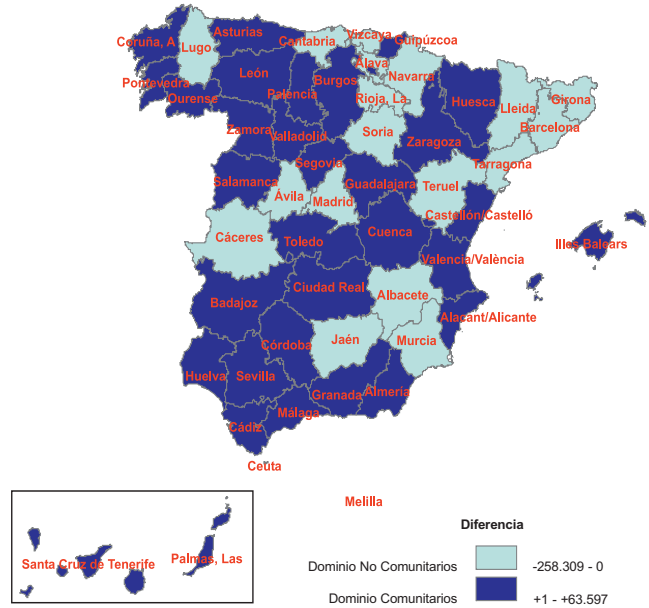 Asturias
Coruña, A
Lugo
Cantabria
Vizcaya
Guipúzcoa
Álava
Navarra
Pontevedra
Ourense
León
Palencia
Burgos
Rioja, La
Huesca
Lleida
Girona
Barcelona
Zamora
Valladolid
Soria
Zaragoza
Tarragona
Segovia
Salamanca
Ávila
Madrid
Guadalajara
Teruel
Castellón/Castelló
Cáceres
Toledo
Cuenca
Illes Balears
Valencia/València
Ciudad Real
Albacete
Badajoz
Alacant/Alicante
Córdoba
Jaén
Murcia
Huelva
Sevilla
Granada
Almería
Málaga
Cádiz
Ceuta
Melilla
Santa Cruz de Tenerife
Palmas, Las
Diferencia
Dominio No Comunitarios -258.309 - 0
Dominio Comunitarios +1 - +63.597